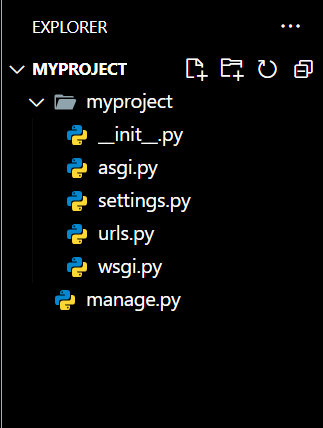 EXPLORER
MYPROJECT
myproject
__init__.py
asgi.py
settings.py
urls.py
wsgi.py
manage.py